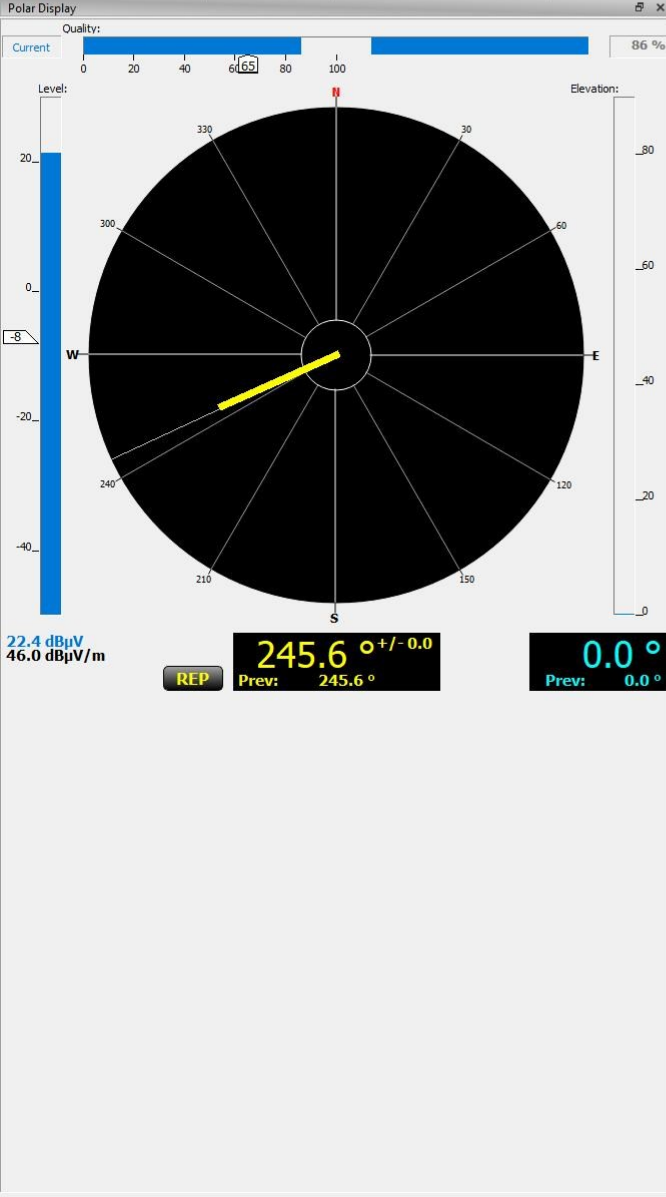 Polar Display
Quality:
Current
86 %
0 20 40 60 65 80 100
Level:
Elevation:
N
330
30
20
80
300
60
60
0
-8
W
E
40
-20
240
120
20
-40
210
150
0
S
22.4 dBµV
46.0 dBµV/m
REP
245.6 °+/- 0.0
Prev: 245.6 °
0.0 °
Prev: 0.0 °